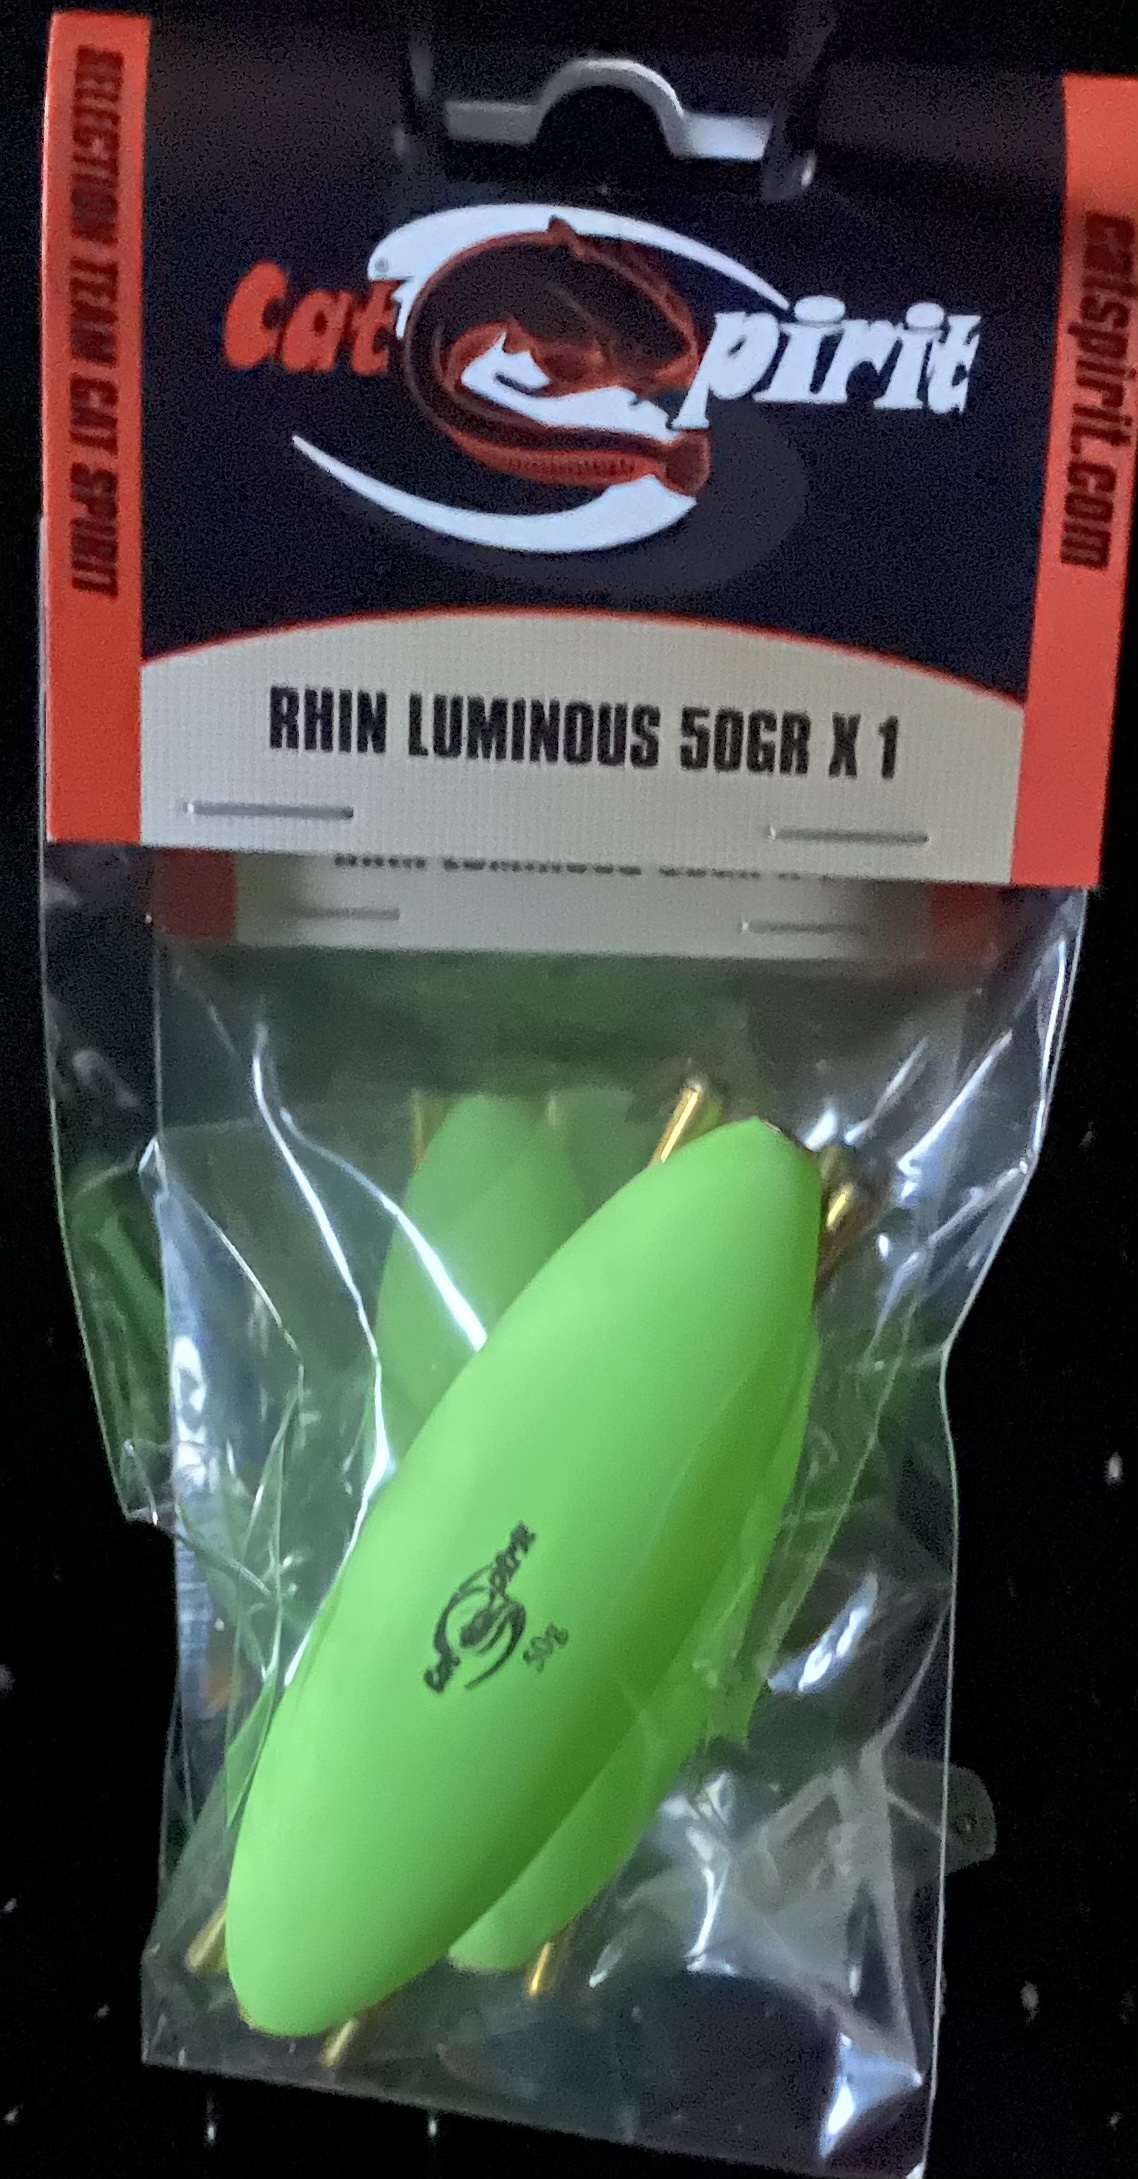 SELECTION TEAM CAT SPIRIT
Cat Spirit
catspirit.com
RHIN LUMINOUS 50GR X 1
Cat Spirit
50g